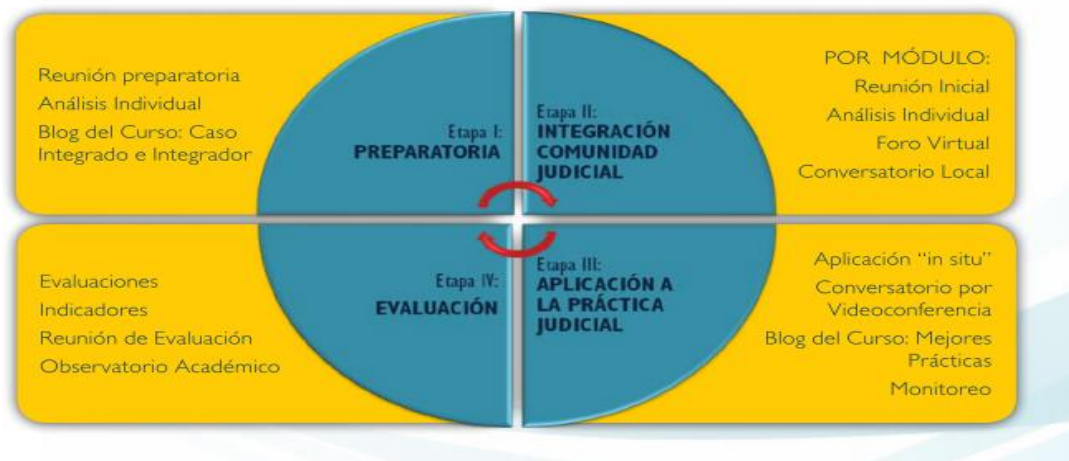 Reunión preparatoria
Análisis Individual
Blog del Curso: Caso
Integrado e Integrador
Etapa I:
PREPARATORIA
Etapa II:
INTEGRACIÓN
COMUNIDAD
JUDICIAL
POR MÓDULO:
Reunión Inicial
Análisis Individual
Foro Virtual
Conversatorio Local
Evaluaciones
Indicadores
Reunión de Evaluación
Observatorio Académico
Etapa IV:
EVALUACIÓN
Etapa III:
APLICACIÓN A
LA PRÁCTICA
JUDICIAL
Aplicación “in situ”
Conversatorio por
Videoconferencia
Blog del Curso: Mejores
Prácticas
Monitoreo